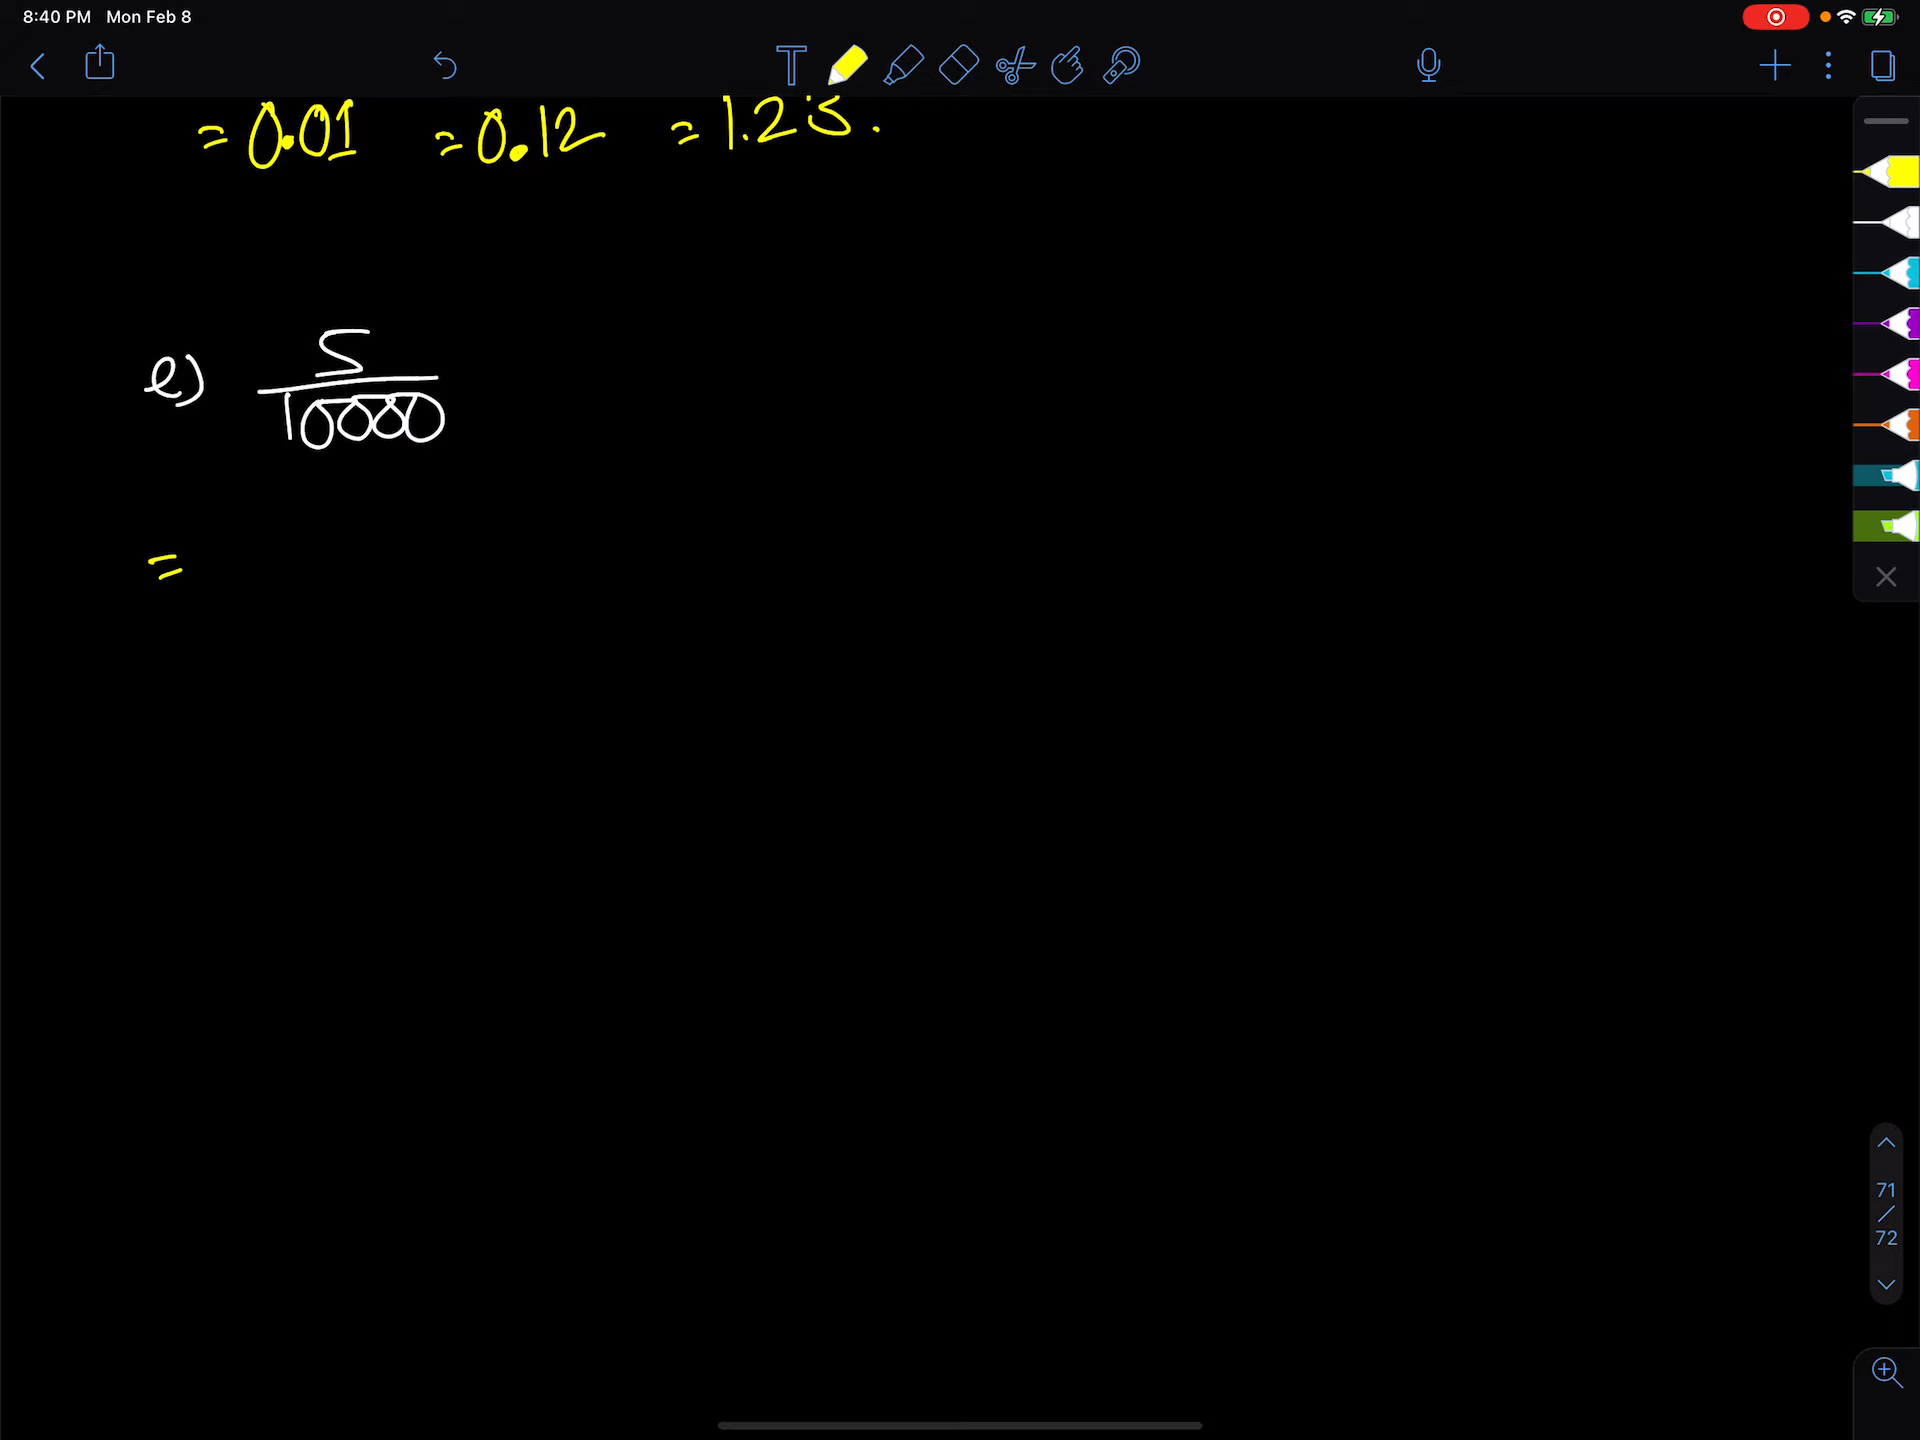 8:40 PM Mon Feb 8
T
= 0.01 = 0.12 = 1.25.
e) 5
10000
=
71
/
72